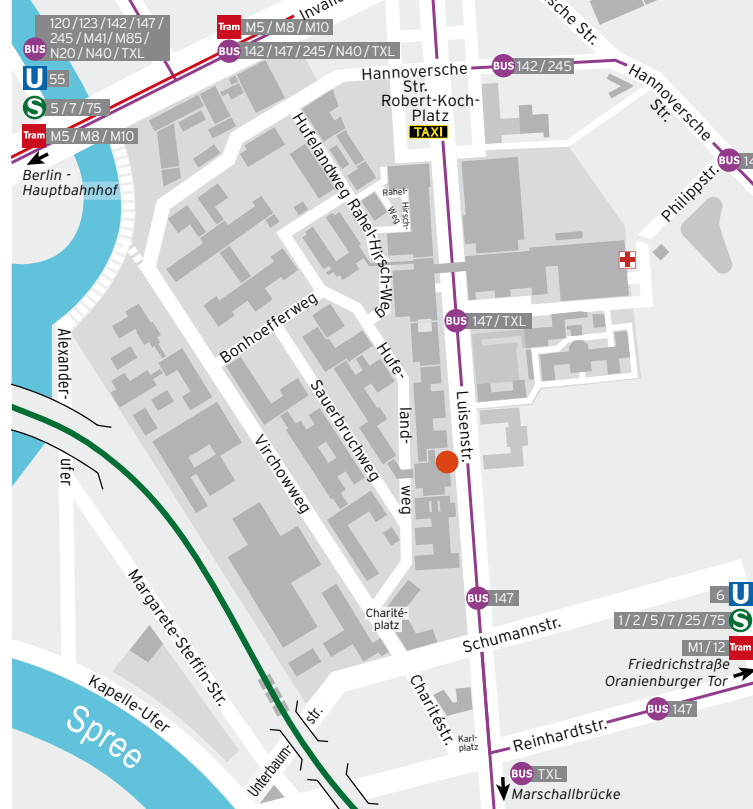 120/123/142/147/
245/M41/M85/
N20/N40/TXL
BUS
U
55
S
5/7/75
Tram
M5/M8/M10
Berlin -
Hauptbahnhof
Tram
M5/M8/M10
BUS
142/147/245/N40/TXL
Hannoversche
Str.
Robert-Koch-
Platz
TAXI
BUS
142/245
sche Str.
Hannoversche
Str.
BUS
Philippstr.
Hufelandweg
Rahel-Hirsch-Weg
Rahel-
Hirsch-
Weg
BUS
147/TXL
Bonhoefferweg
Alexander-
ufer
Hufe-
land-
weg
Sauerbruchweg
Virchowweg
Luisenstr.
BUS
147
Charité-
platz
Schumannstr.
6
U
1/2/5/7/25/75
S
M1/12
Tram
Friedrichstraße
Oranienburger Tor
BUS
147
Margarete-Steffin-Str.
Kapelle-Ufer
Spree
Unterbaum-
str.
Charitéstr.
Karl-
platz
Reinhardtstr.
BUS
TXL
Marschallbrücke